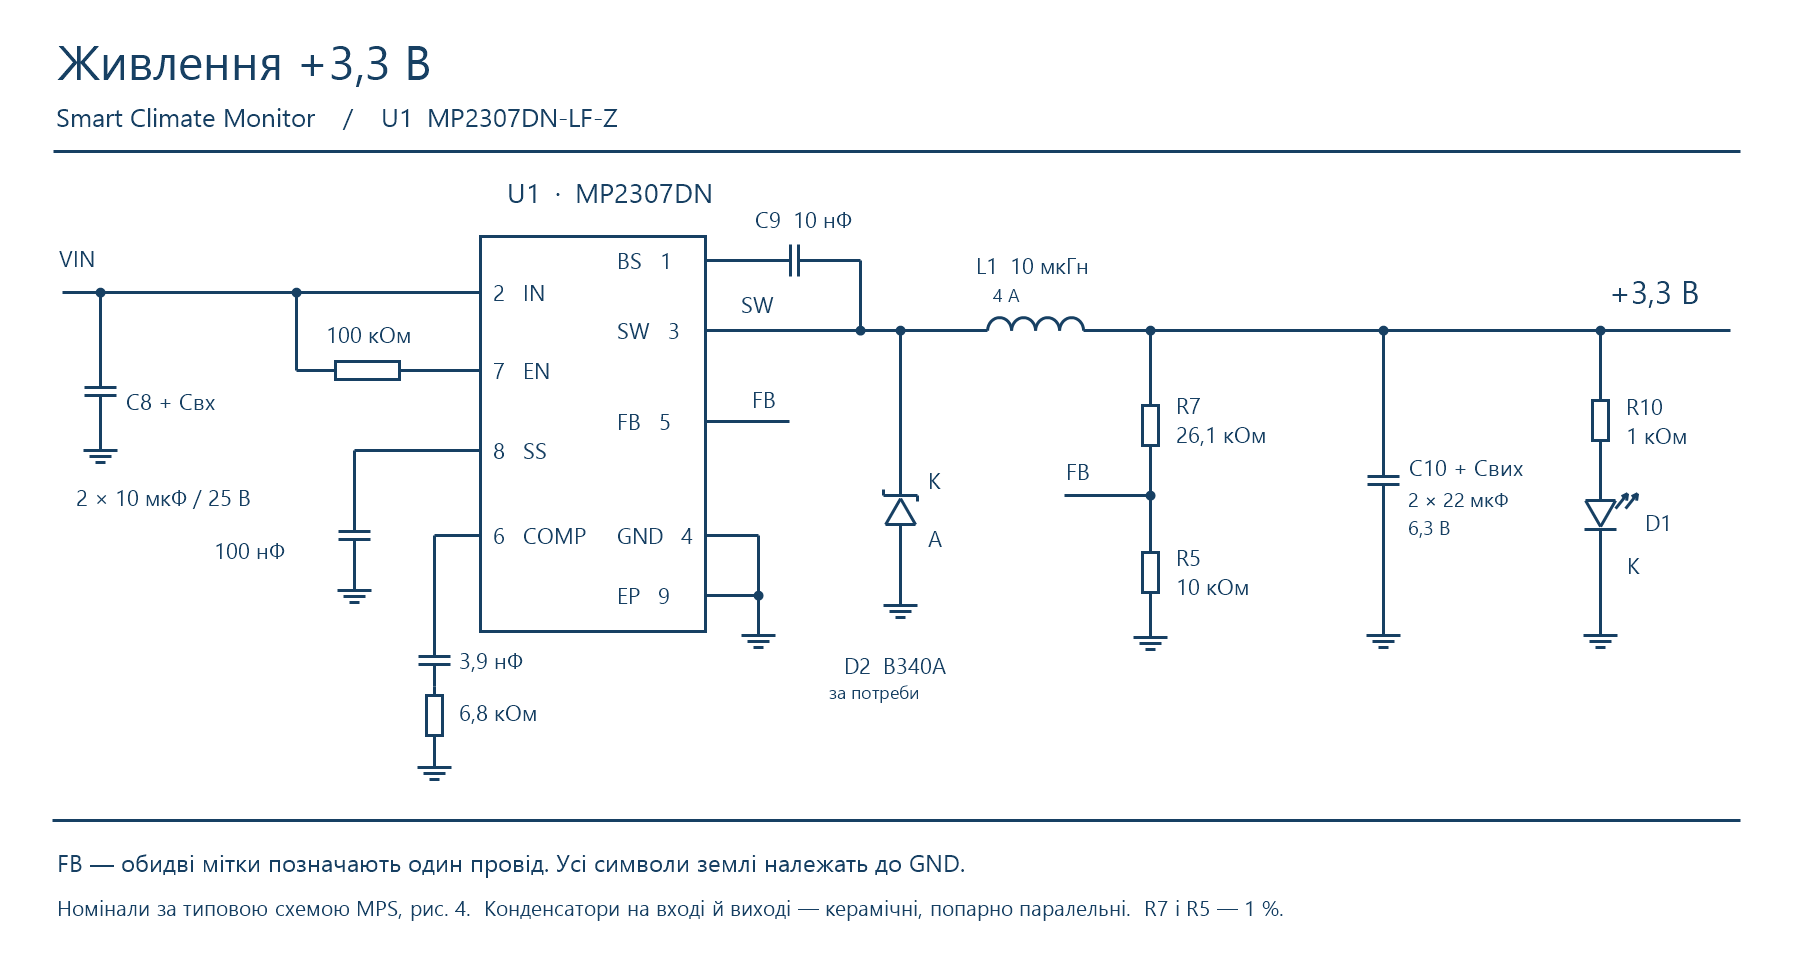 Живлення +3,3 В
Smart Climate Monitor / U1 MP2307DN-LF-Z
U1 · MP2307DN
C9 10 нФ
VIN
BS 1
L1 10 мкГн
4 А
+3,3 В
2 IN
SW
SW 3
100 кОм
7 EN
C8 + Cвх
FB 5
FB
R7
26,1 кОм
R10
1 кОм
8 SS
2 × 10 мкФ / 25 В
K
FB
C10 + Cвих
2 × 22 мкФ
6,3 В
D1
100 нФ
6 COMP
GND 4
A
R5
10 кОм
K
EP 9
3,9 нФ
D2 B340A
за потреби
6,8 кОм
FB — обидві мітки позначають один провід. Усі символи землі належать до GND.
Номінали за типовою схемою MPS, рис. 4. Конденсатори на вході й виході — керамічні, попарно паралельні. R7 і R5 — 1 %.